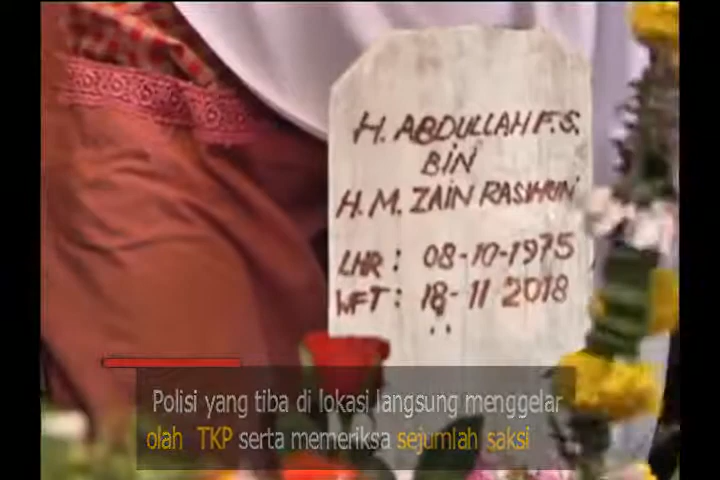 H. ABDULLAH F.S.
BIN
H.M. ZAIN
LHR : 08-10-1975
WFT : 18-11 2018
Polisi yang tiba di lokasi langsung menggelar
olah TKP serta memeriksa sejumlah saksi